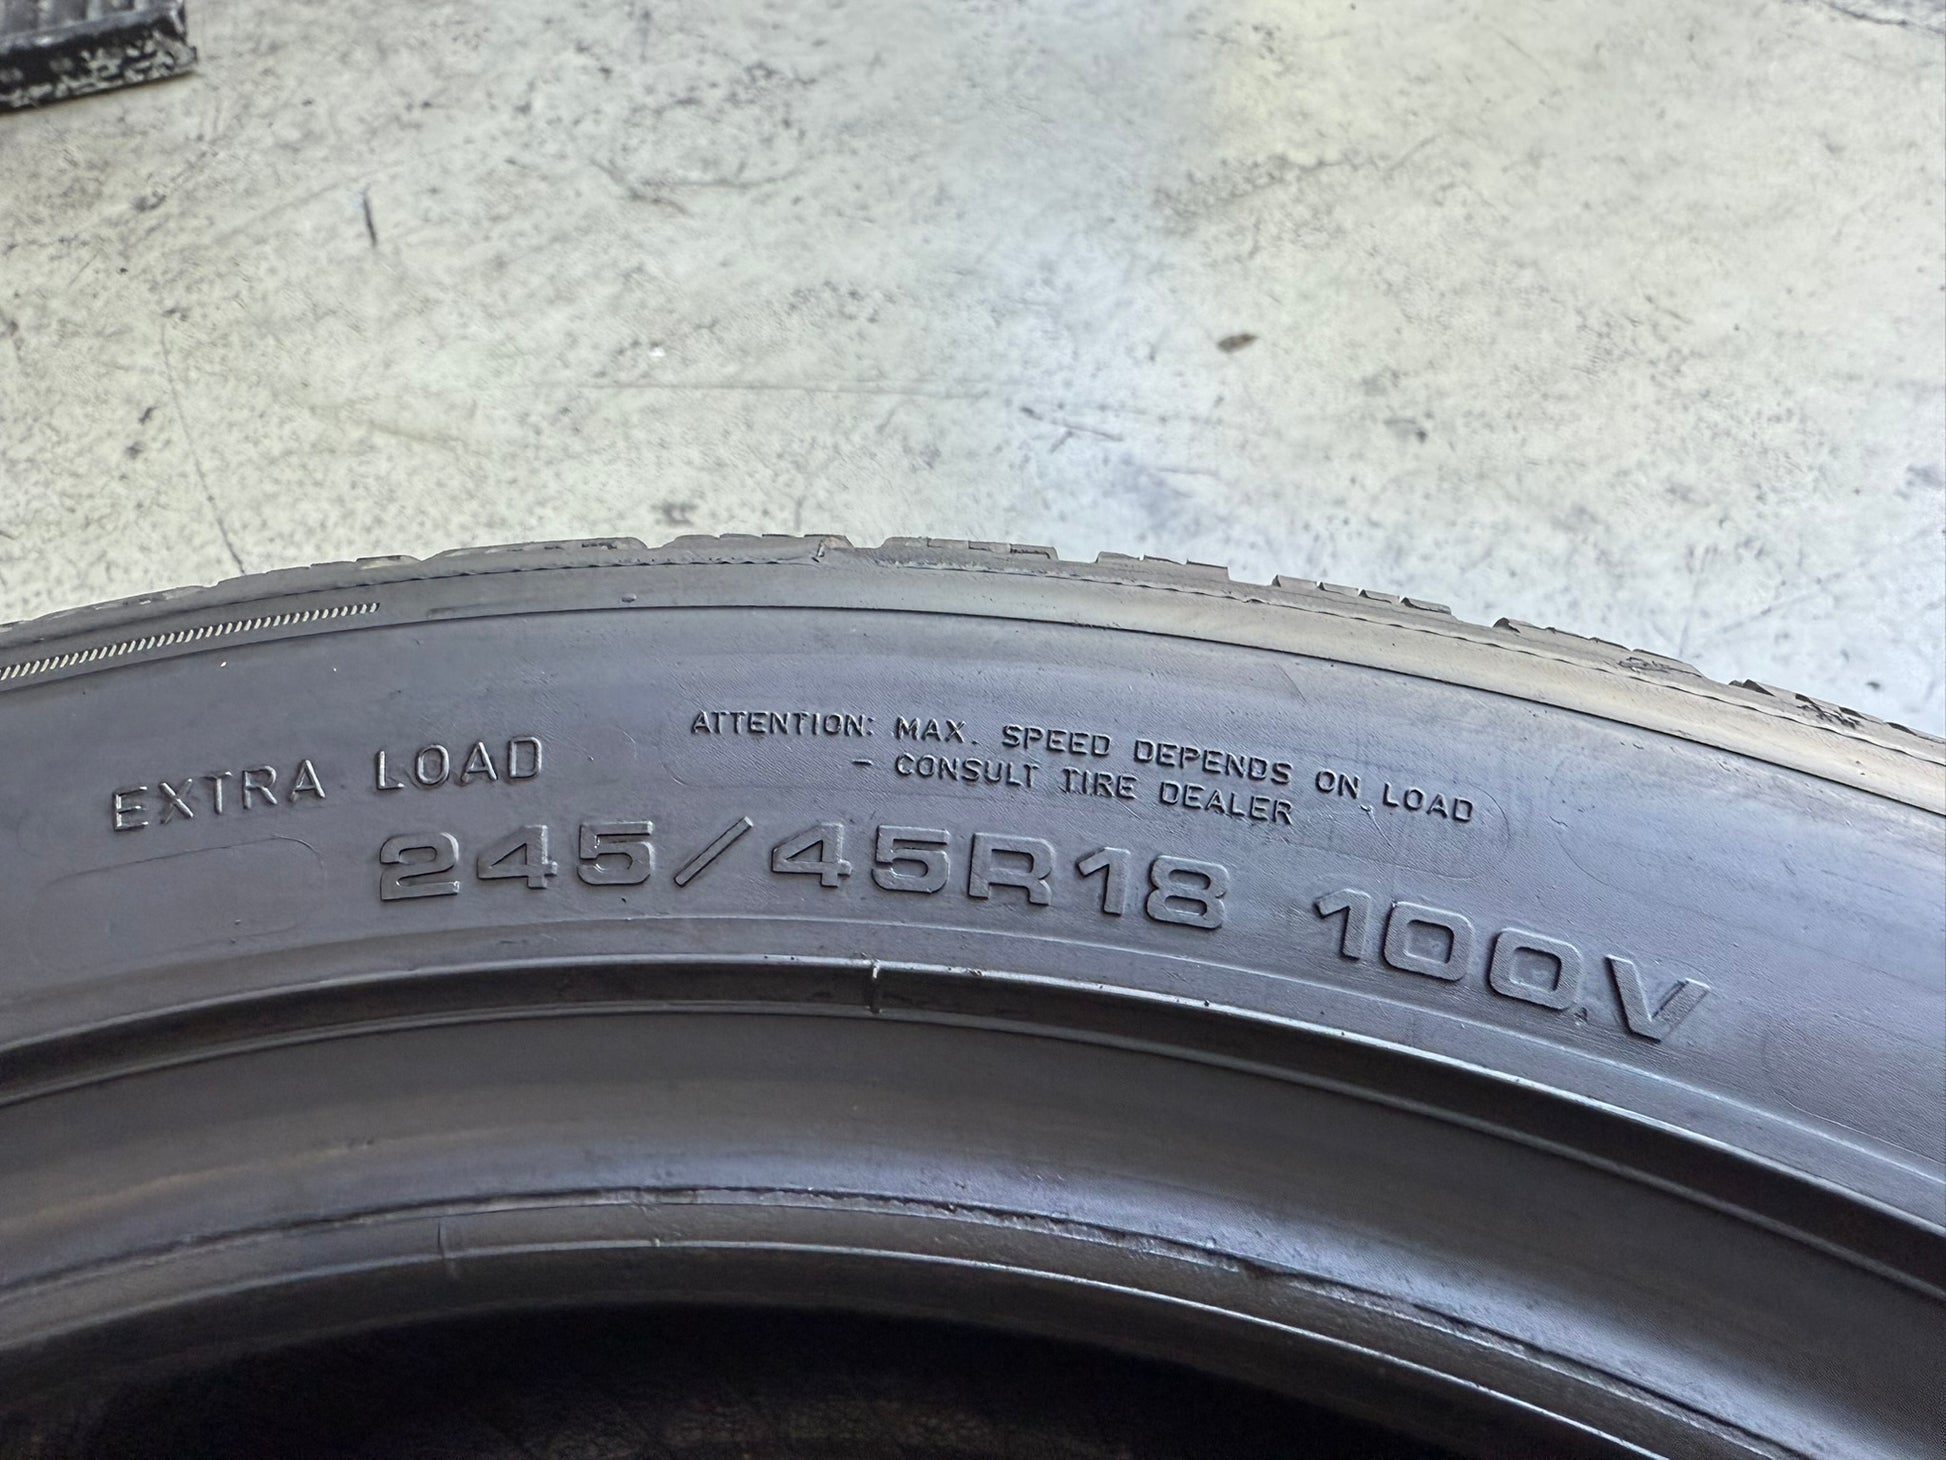 ATTENTION: MAX. SPEED DEPENDS ON LOAD
- CONSULT TIRE DEALER
EXTRA LOAD
245/45R18 100V